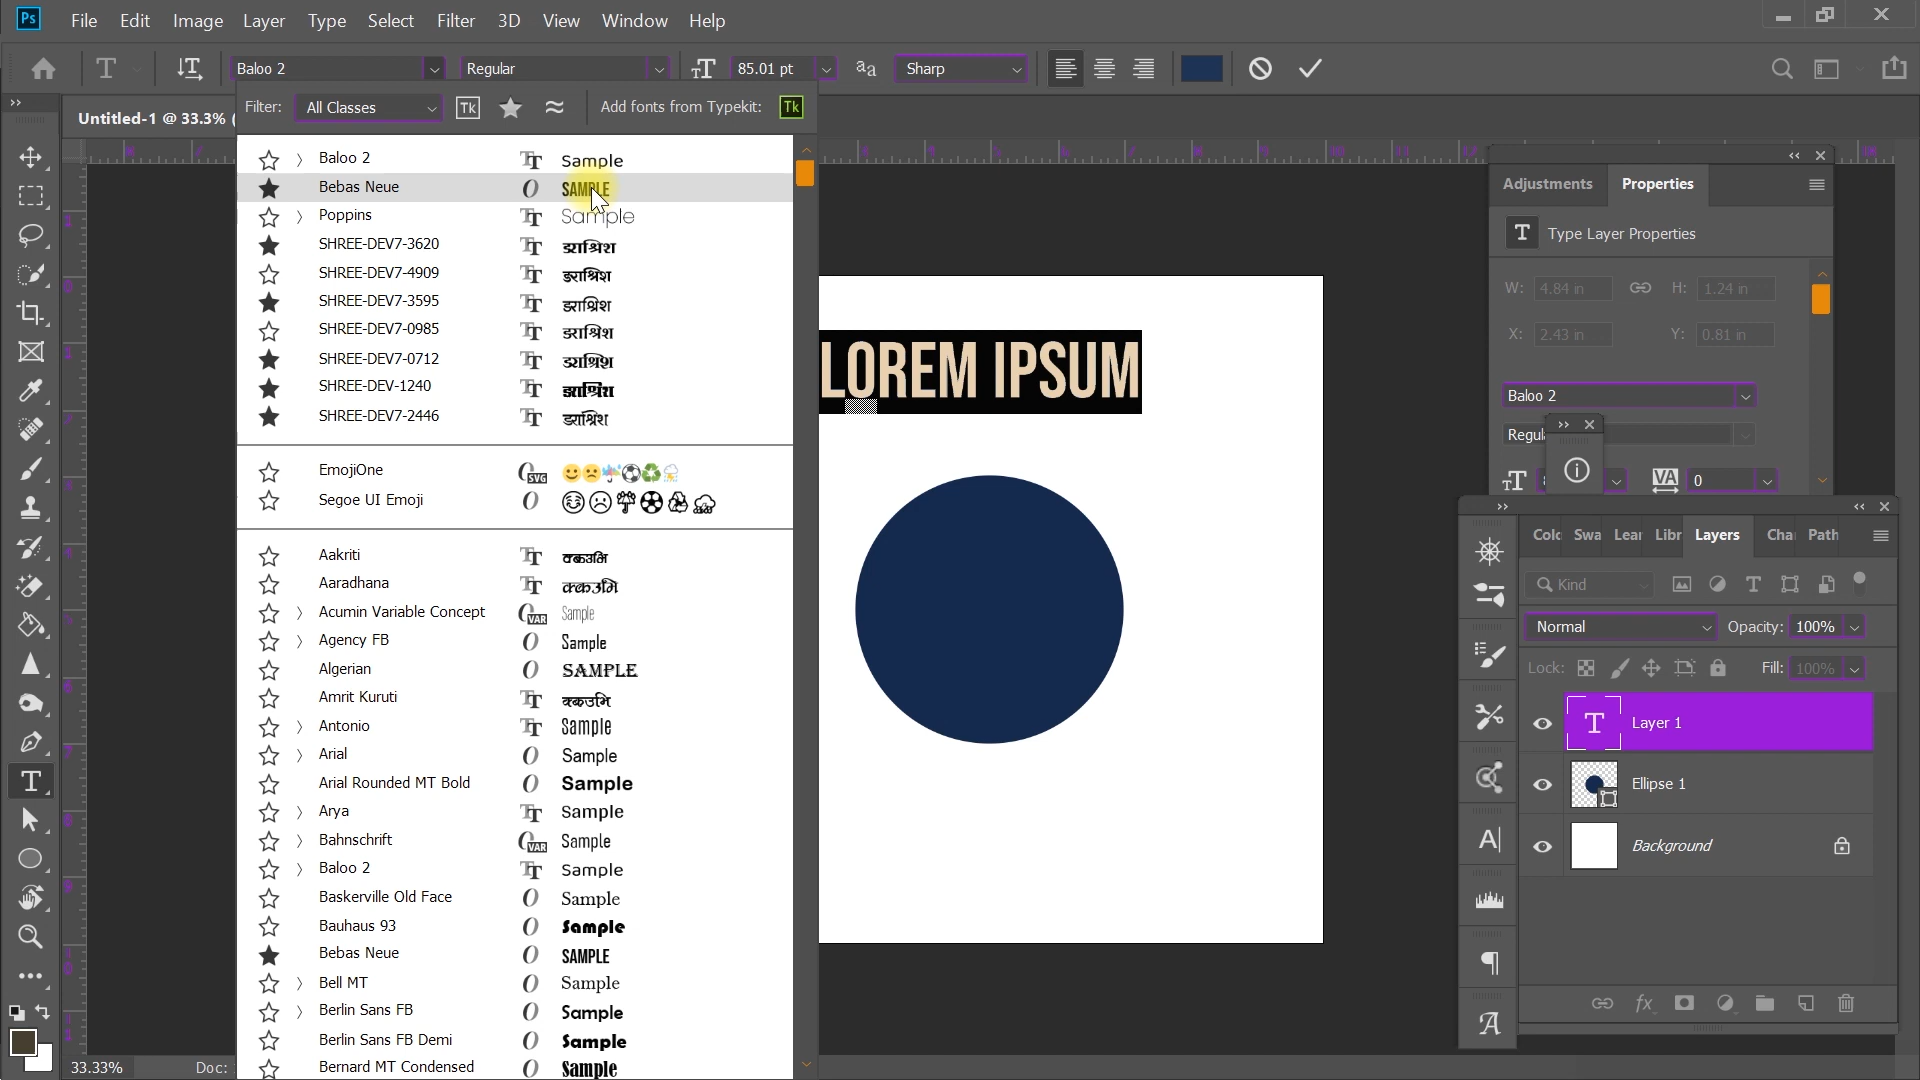 Ps File Edit Image Layer Type Select Filter 3D View Window Help
Baloo 2 Regular 85.01 pt aa Sharp
Filter: All Classes Tk Add fonts from Typekit: Tk
Untitled-1 @ 33.3% (
Baloo 2 Sample
Bebas Neue SAMPLE
Poppins Sample
SHREE-DEV7-3620
SHREE-DEV7-4909
SHREE-DEV7-3595
SHREE-DEV7-0985
SHREE-DEV7-0712
SHREE-DEV-1240
SHREE-DEV7-2446
EmojiOne
Segoe UI Emoji
Aakriti
Aaradhana
Acumin Variable Concept Sample
Agency FB Sample
Algerian SAMPLE
Amrit Kuruti
Antonio Sample
Arial Sample
Arial Rounded MT Bold Sample
Arya Sample
Bahnschrift Sample
Baloo 2 Sample
Baskerville Old Face Sample
Bauhaus 93 Sample
Bebas Neue SAMPLE
Bell MT Sample
Berlin Sans FB Sample
Berlin Sans FB Demi Sample
Bernard MT Condensed Sample
LOREM IPSUM
Adjustments Properties
Type Layer Properties
W: 4.84 in H: 1.24 in
X: 2.43 in Y: 0.81 in
Baloo 2
Regul
VA 0
Colc Swa Lear Libr Layers Cha Path
Kind
Normal Opacity: 100%
Lock: Fill: 100%
Layer 1
Ellipse 1
Background
33.33% Doc: